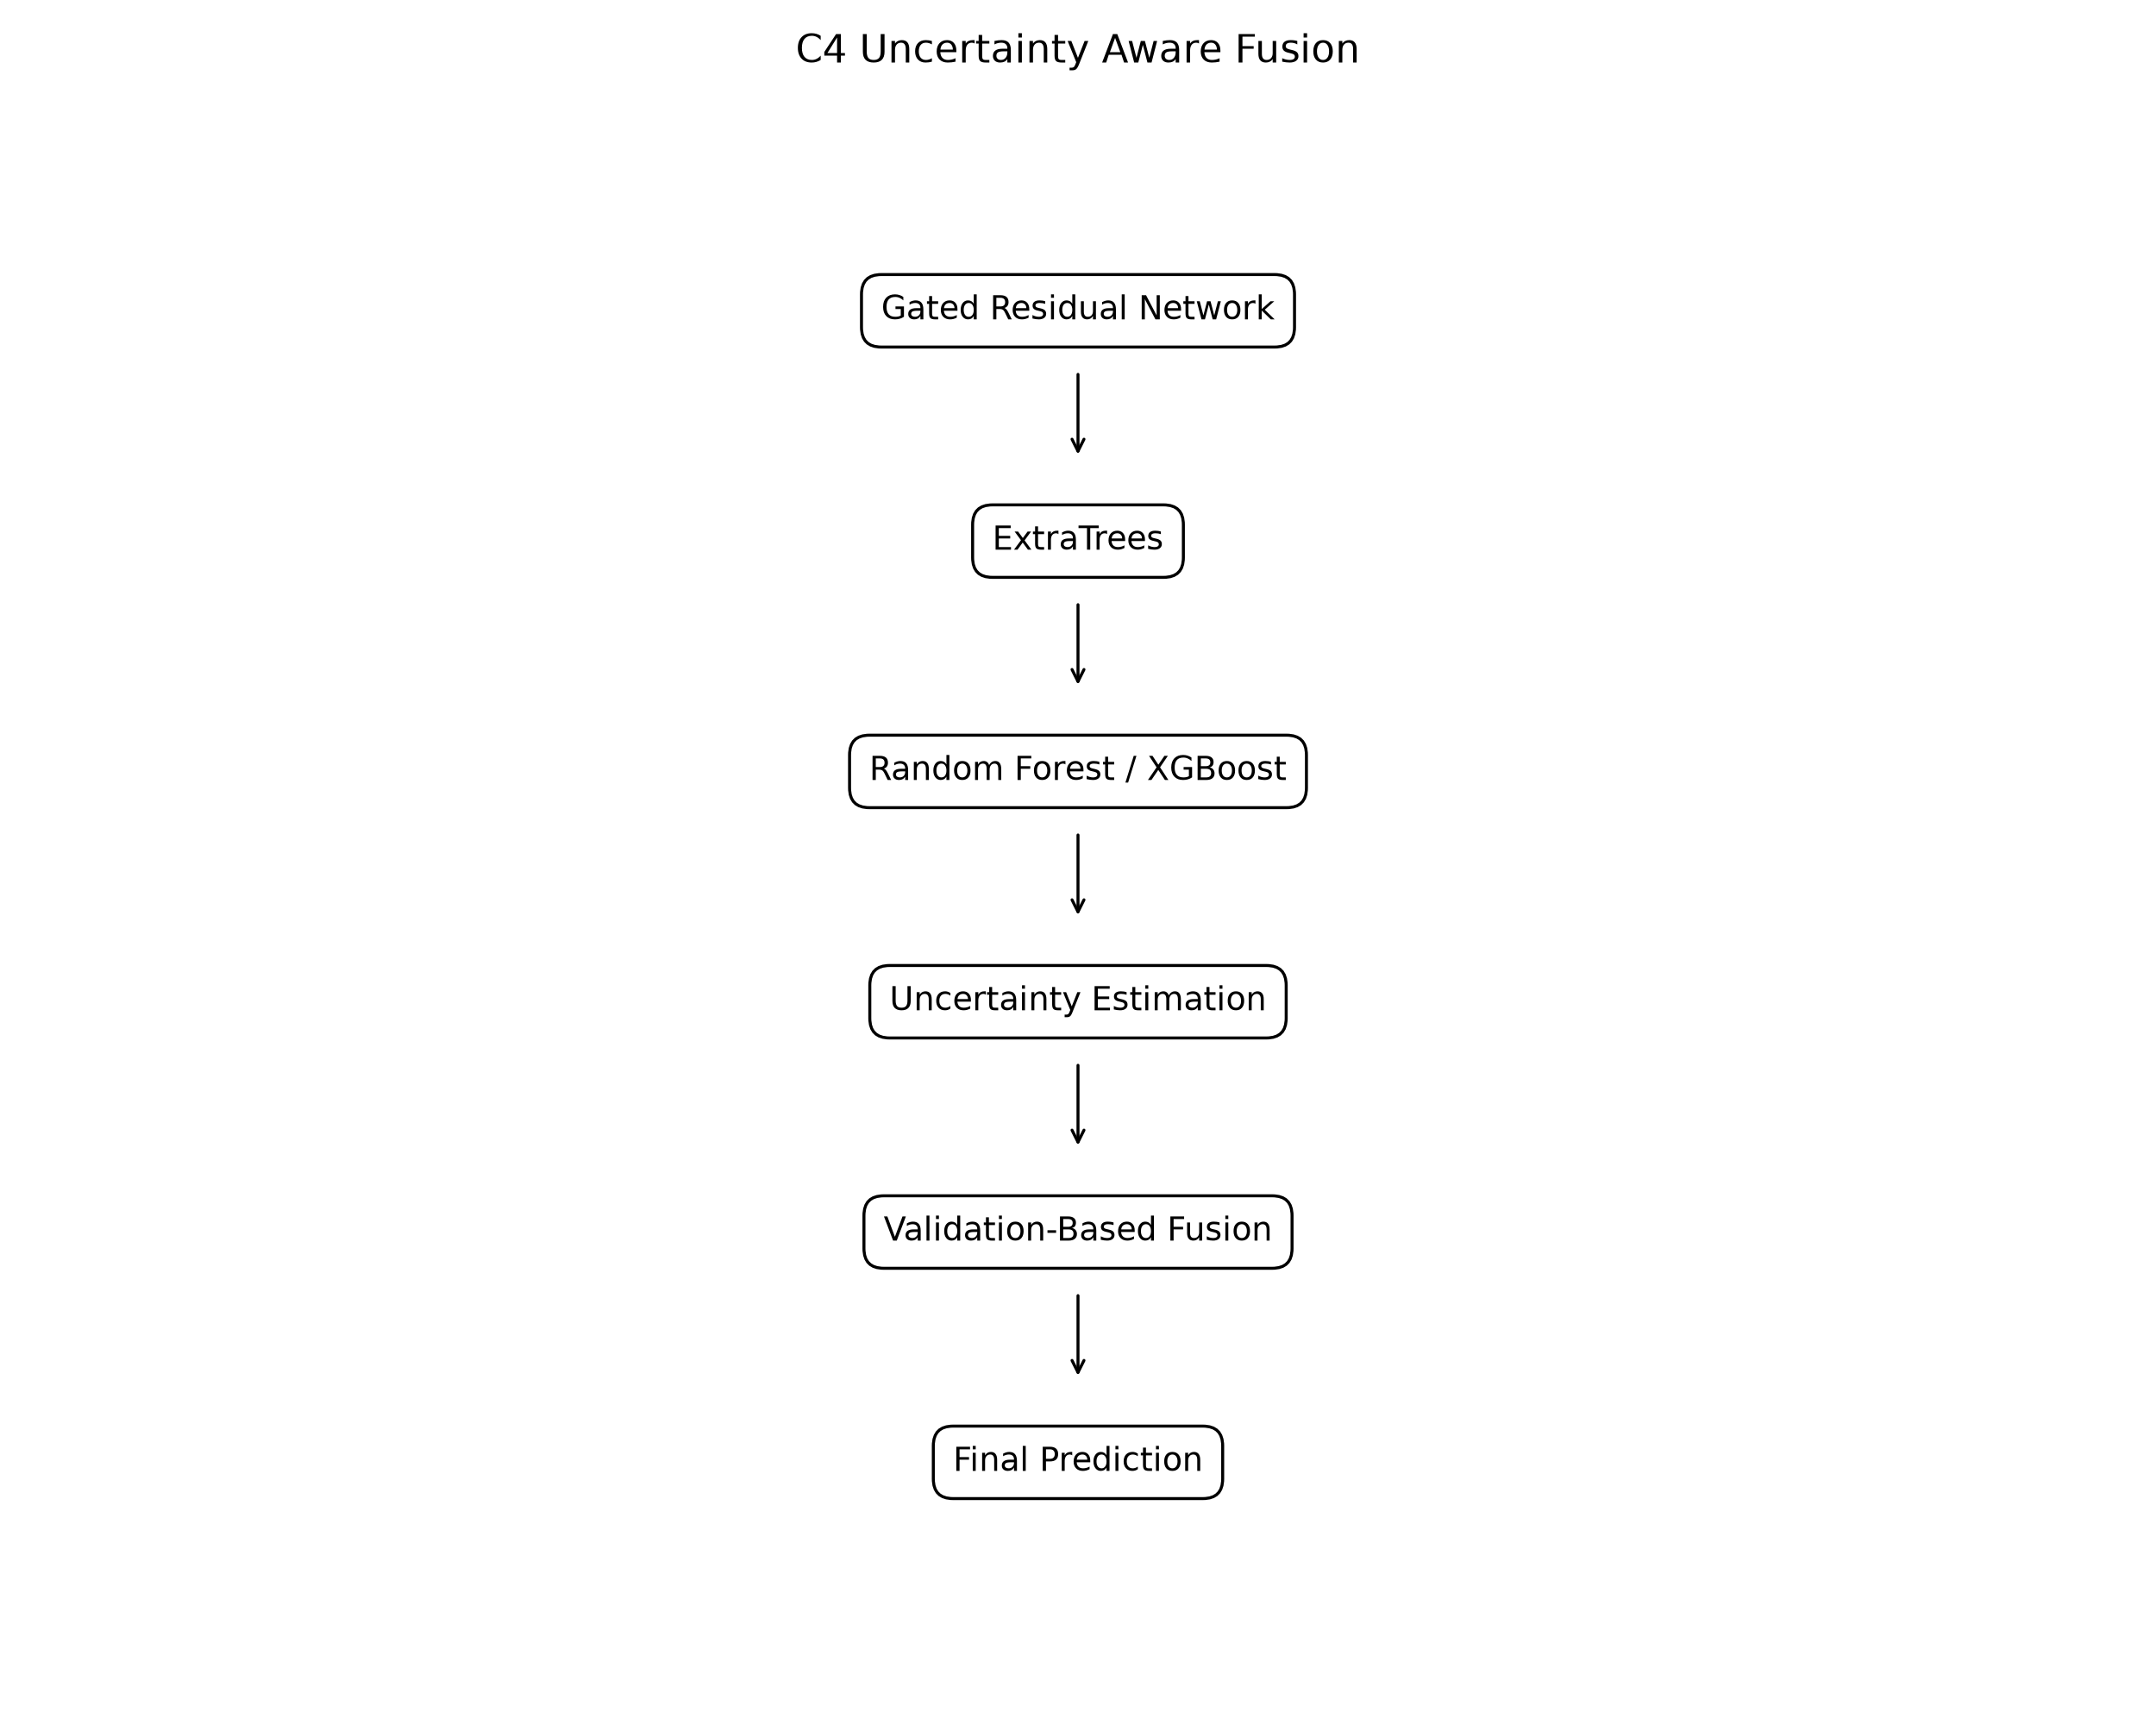 C4 Uncertainty Aware Fusion
Gated Residual Network
ExtraTrees
Random Forest / XGBoost
Uncertainty Estimation
Validation-Based Fusion
Final Prediction